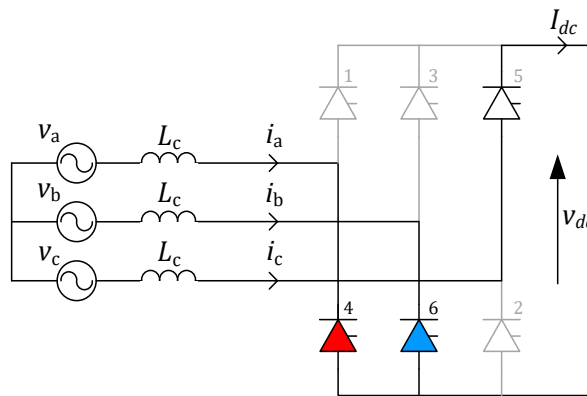 I_dc
1 3 5
v_a L_c i_a
v_b L_c i_b
v_c L_c i_c
v_dc
4 6 2